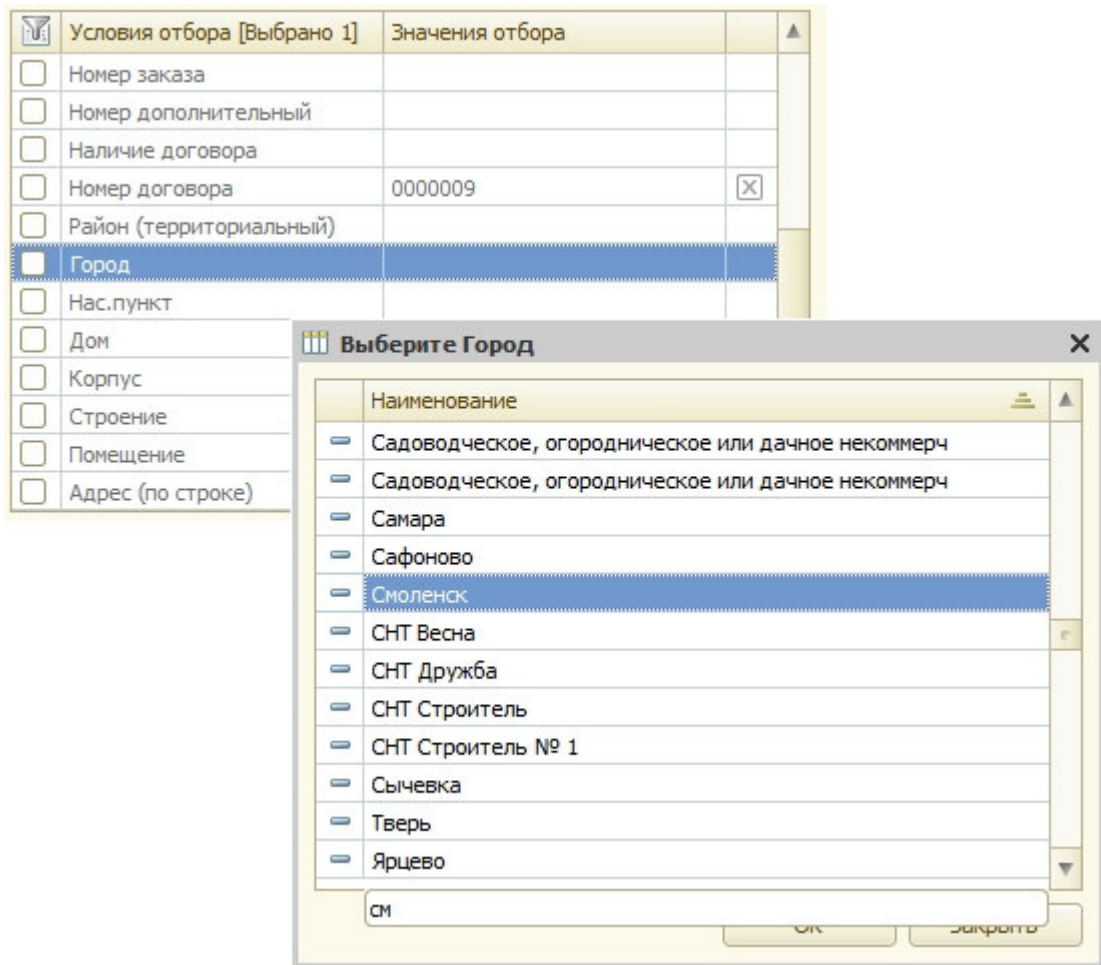 Условия отбора [Выбрано 1] Значения отбора
Номер заказа
Номер дополнительный
Наличие договора
Номер договора 0000009
Район (территориальный)
Город
Нас.пункт
Дом
Корпус
Строение
Помещение
Адрес (по строке)
Выберите Город
Наименование
Садоводческое, огородническое или дачное некоммерч
Садоводческое, огородническое или дачное некоммерч
Самара
Сафоново
Смоленск
СНТ Весна
СНТ Дружба
СНТ Строитель
СНТ Строитель № 1
Сычевка
Тверь
Ярцево
см
ОК Закрыть